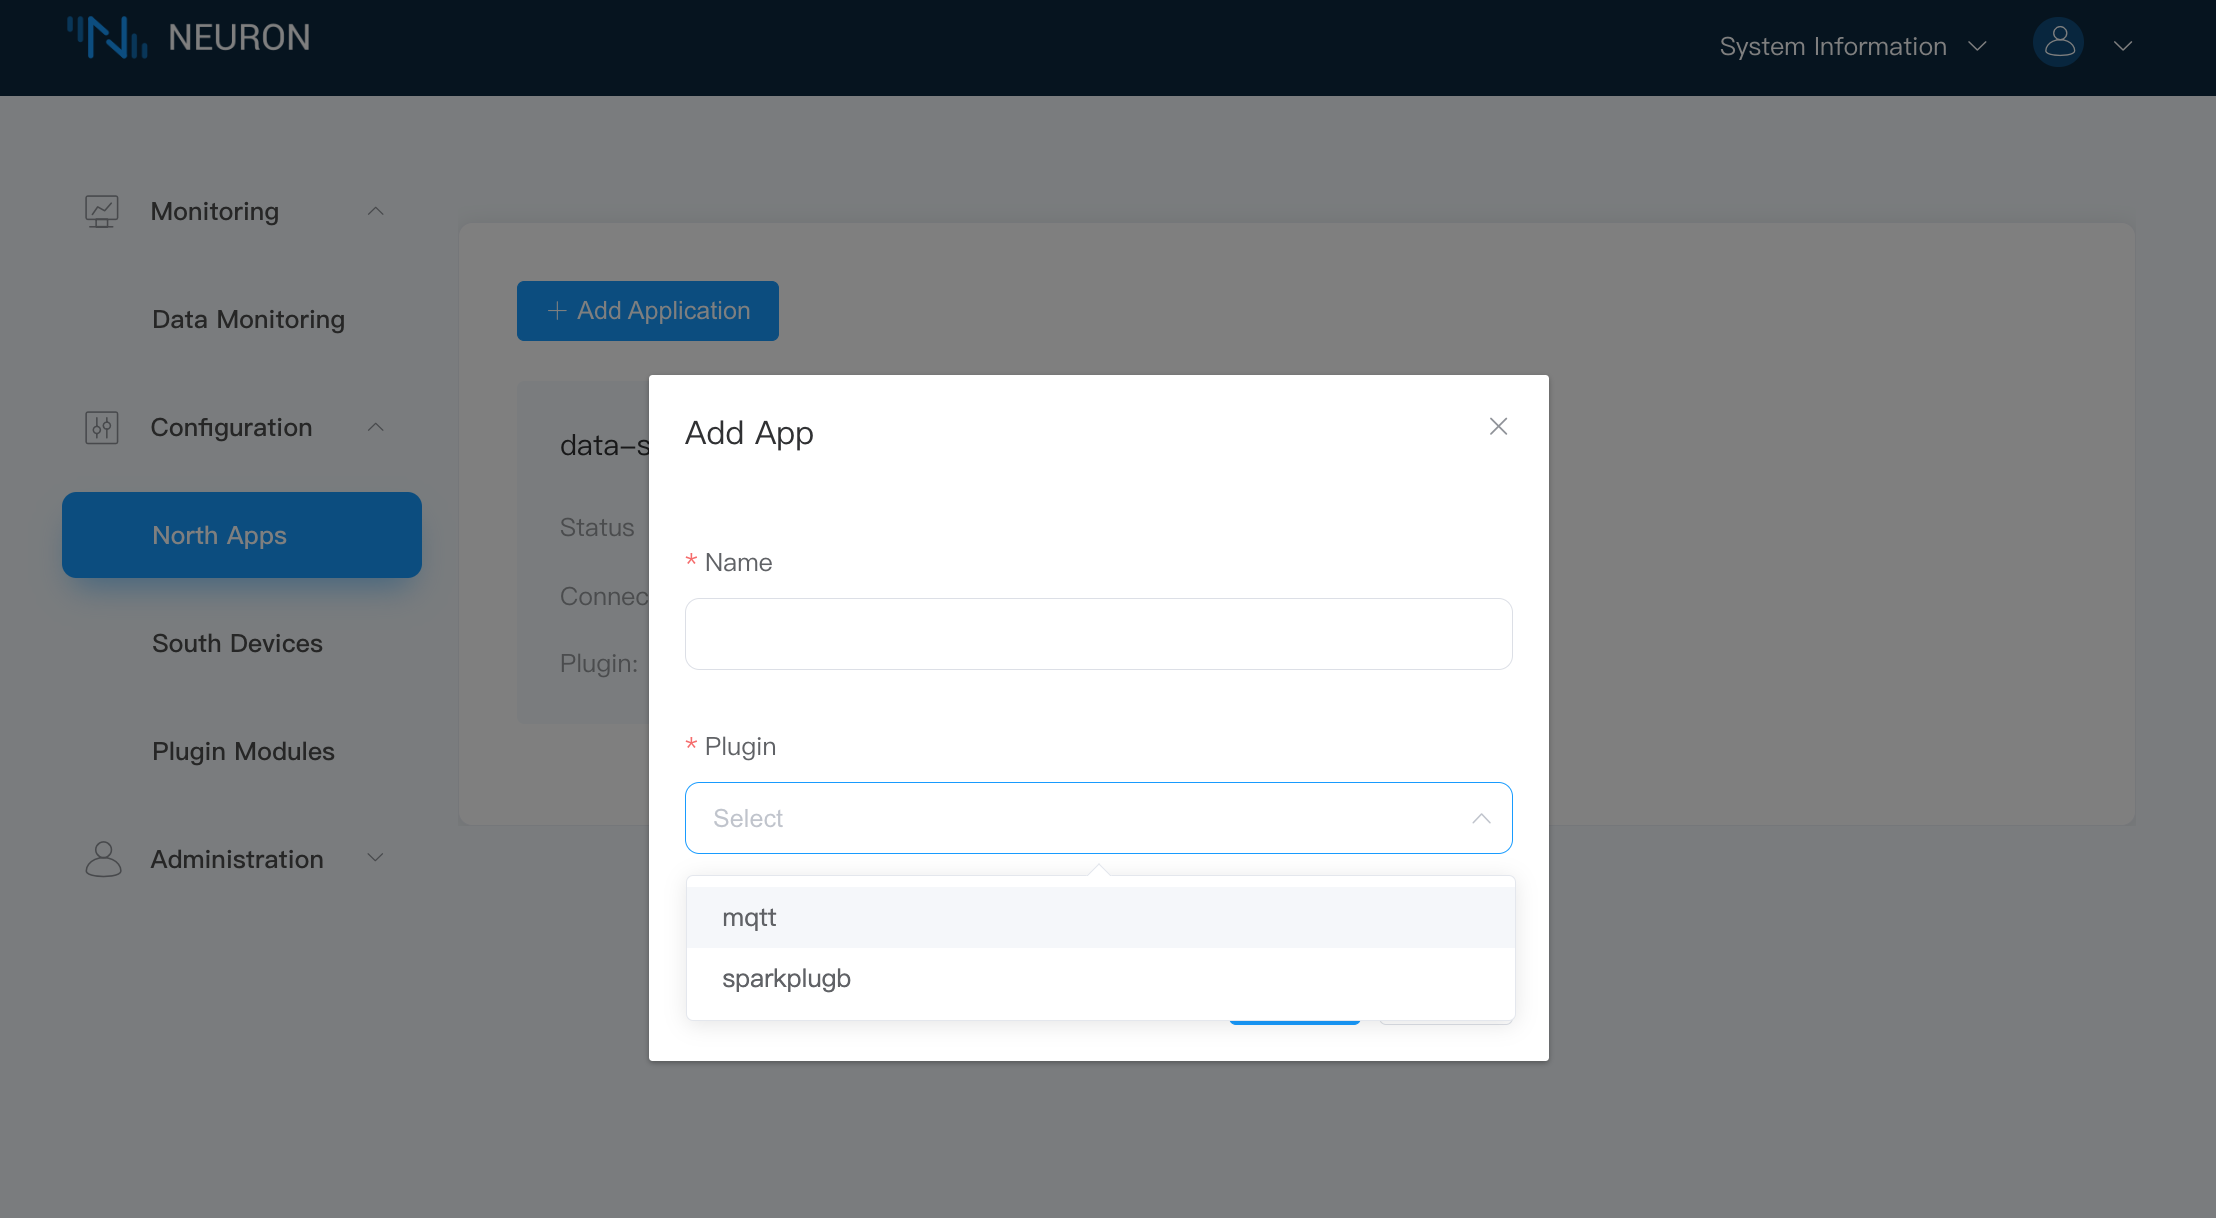 NEURON
System Information
Monitoring
Data Monitoring
Configuration
North Apps
South Devices
Plugin Modules
Administration
+ Add Application
data-s
Status
Connec
Plugin:
Add App
* Name
* Plugin
Select
mqtt
sparkplugb